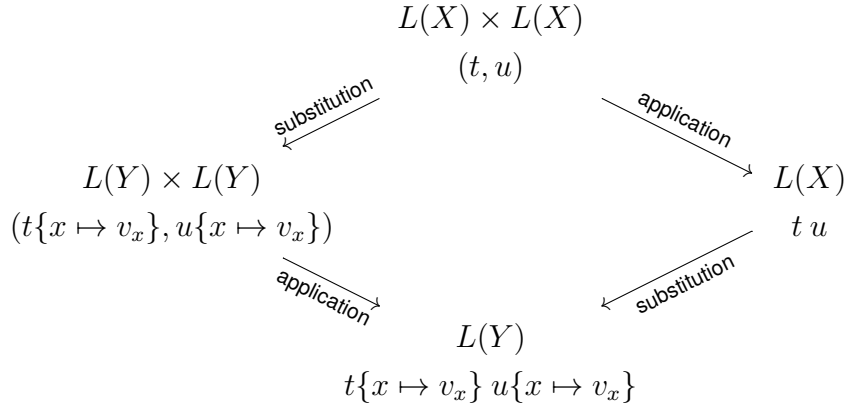 L(X) × L(X)
(t, u)
substitution
application
L(Y) × L(Y)
L(X)
(t{x ↦ v_x}, u{x ↦ v_x})
t u
application
substitution
L(Y)
t{x ↦ v_x} u{x ↦ v_x}